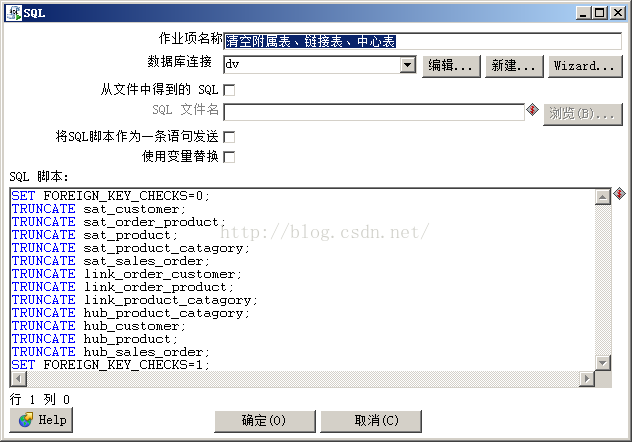 SQL
作业项名称 清空附属表、链接表、中心表
数据库连接 dv 编辑... 新建... Wizard...
从文件中得到的 SQL
SQL 文件名 浏览(B)...
将SQL脚本作为一条语句发送
使用变量替换
SQL 脚本:
SET FOREIGN_KEY_CHECKS=0;
TRUNCATE sat_customer;
TRUNCATE sat_order_product;
TRUNCATE sat_product;
TRUNCATE sat_product_catagory;
TRUNCATE sat_sales_order;
TRUNCATE link_order_customer;
TRUNCATE link_order_product;
TRUNCATE link_product_catagory;
TRUNCATE hub_product_catagory;
TRUNCATE hub_customer;
TRUNCATE hub_product;
TRUNCATE hub_sales_order;
SET FOREIGN_KEY_CHECKS=1;
http://blog.csdn.net/
行 1 列 0
Help 确定(O) 取消(C)